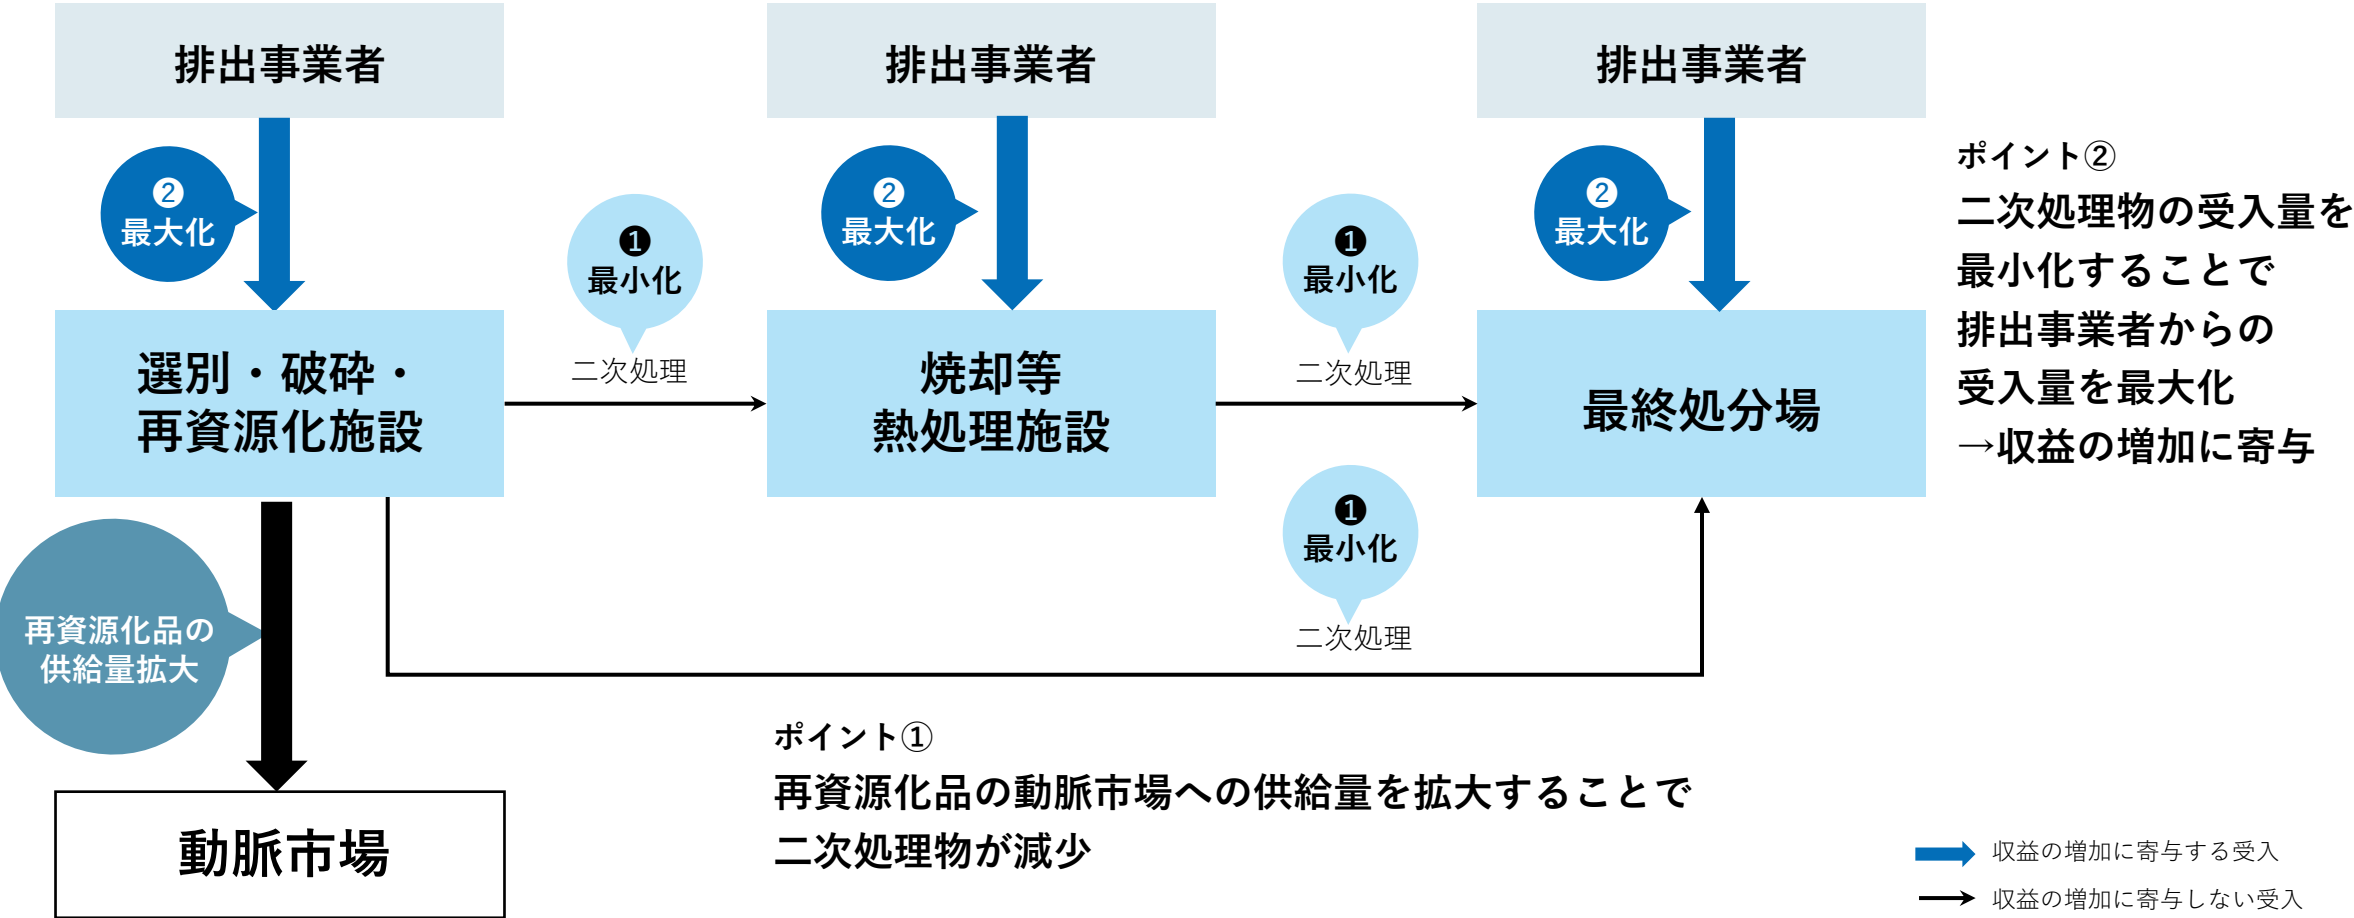 排出事業者
排出事業者
排出事業者
❷
最大化
❷
最大化
❷
最大化
❶
最小化
二次処理
❶
最小化
二次処理
選別・破砕・
再資源化施設
焼却等
熱処理施設
最終処分場
ポイント②
二次処理物の受入量を
最小化することで
排出事業者からの
受入量を最大化
→収益の増加に寄与
❶
最小化
二次処理
再資源化品の
供給量拡大
動脈市場
ポイント①
再資源化品の動脈市場への供給量を拡大することで
二次処理物が減少
収益の増加に寄与する受入
収益の増加に寄与しない受入